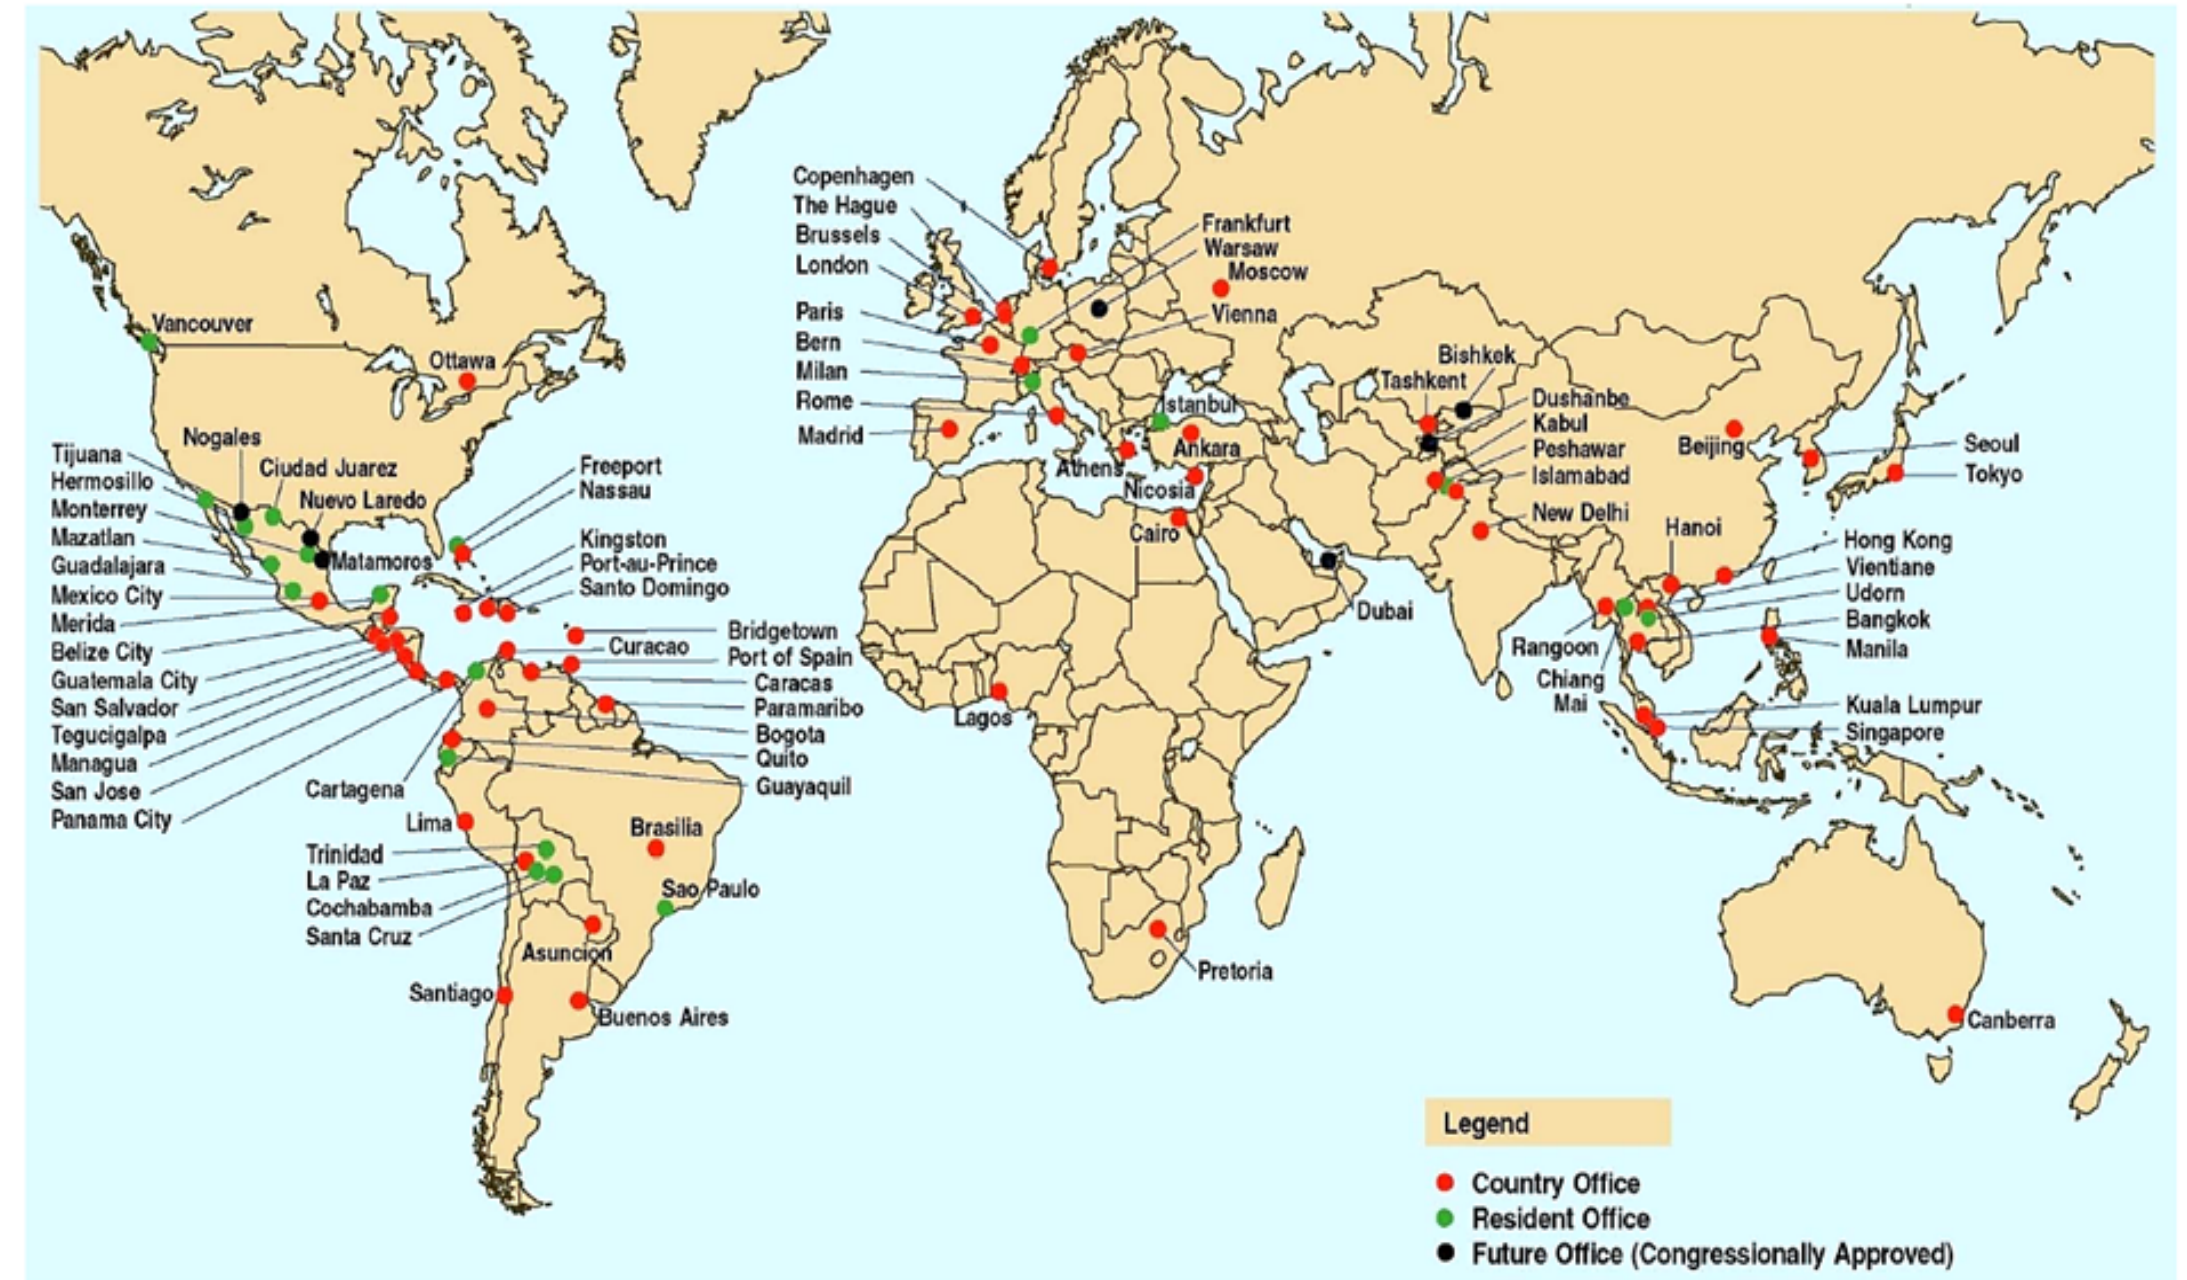 Vancouver
Ottawa
Nogales
Ciudad Juarez
Nuevo Laredo
Matamoros
Tijuana
Hermosillo
Monterrey
Mazatlan
Guadalajara
Mexico City
Merida
Belize City
Guatemala City
San Salvador
Tegucigalpa
Managua
San Jose
Panama City
Freeport
Nassau
Kingston
Port-au-Prince
Santo Domingo
Bridgetown
Curacao
Port of Spain
Caracas
Paramaribo
Bogota
Quito
Guayaquil
Cartagena
Lima
Brasilia
Trinidad
La Paz
Cochabamba
Santa Cruz
Sao Paulo
Asuncion
Santiago
Buenos Aires
Copenhagen
The Hague
Brussels
London
Paris
Bern
Milan
Rome
Madrid
Frankfurt
Warsaw
Moscow
Vienna
Istanbul
Ankara
Athens
Nicosia
Cairo
Lagos
Pretoria
Dubai
Bishkek
Tashkent
Dushanbe
Kabul
Peshawar
Islamabad
New Delhi
Beijing
Seoul
Tokyo
Hanoi
Hong Kong
Vientiane
Udorn
Bangkok
Manila
Rangoon
Chiang
Mai
Kuala Lumpur
Singapore
Canberra
Legend
Country Office
Resident Office
Future Office (Congressionally Approved)